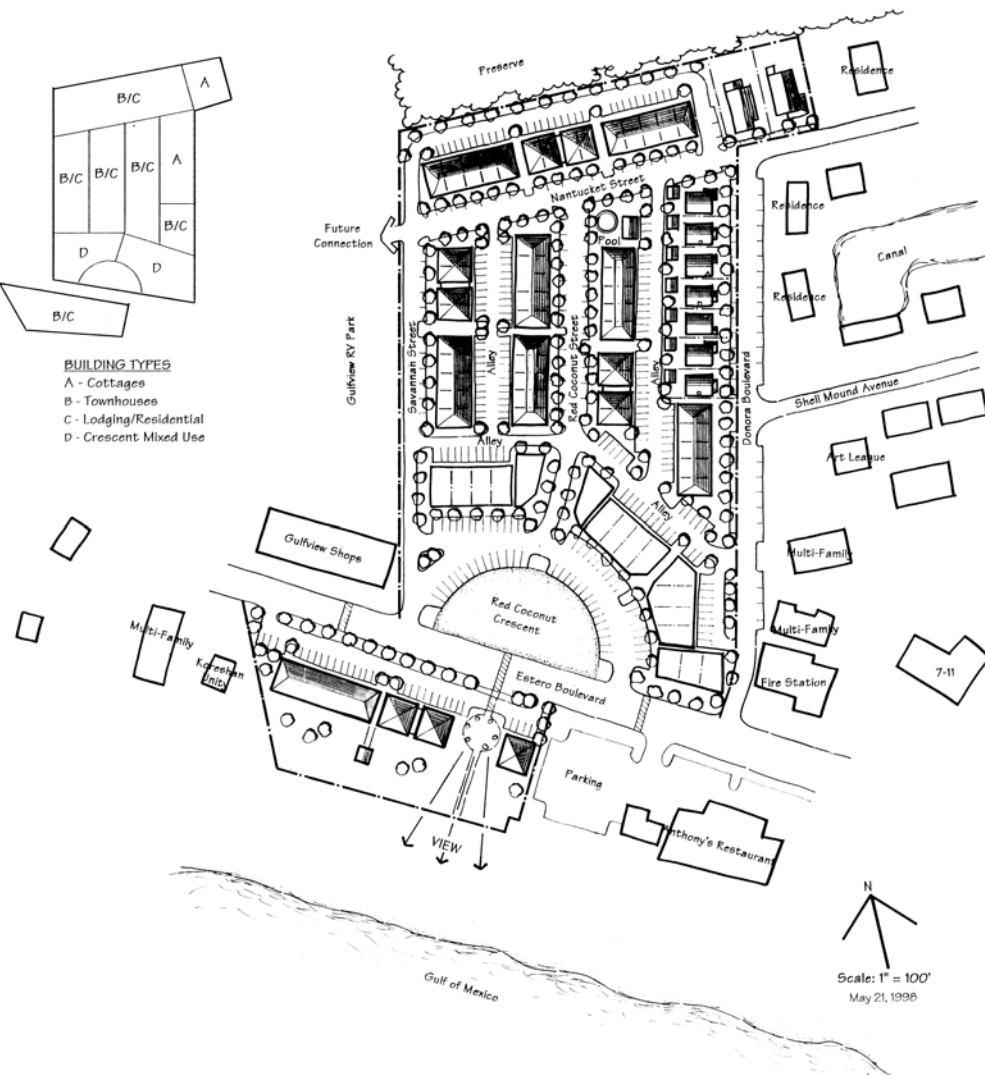 Preserve
Residence
A
B/C
B/C
B/C
B/C
A
B/C
D
D
B/C
Nantucket Street
Residence
Future
Connection
Pool
Canal
Residence
BUILDING TYPES
A - Cottages
B - Townhouses
C - Lodging/Residential
D - Crescent Mixed Use
Gulfview RV Park
Savannah Street
Alley
Red Coconut Street
Alley
Donora Boulevard
Shell Mound Avenue
Alley
Art League
Alley
Gulfview Shops
Multi-Family
Red Coconut
Crescent
Multi-Family
Multi-Family
Koreshan
Unity
Estero Boulevard
Fire Station
7-11
Parking
Anthony's Restaurant
VIEW
N
Scale: 1" = 100'
May 21, 1998
Gulf of Mexico